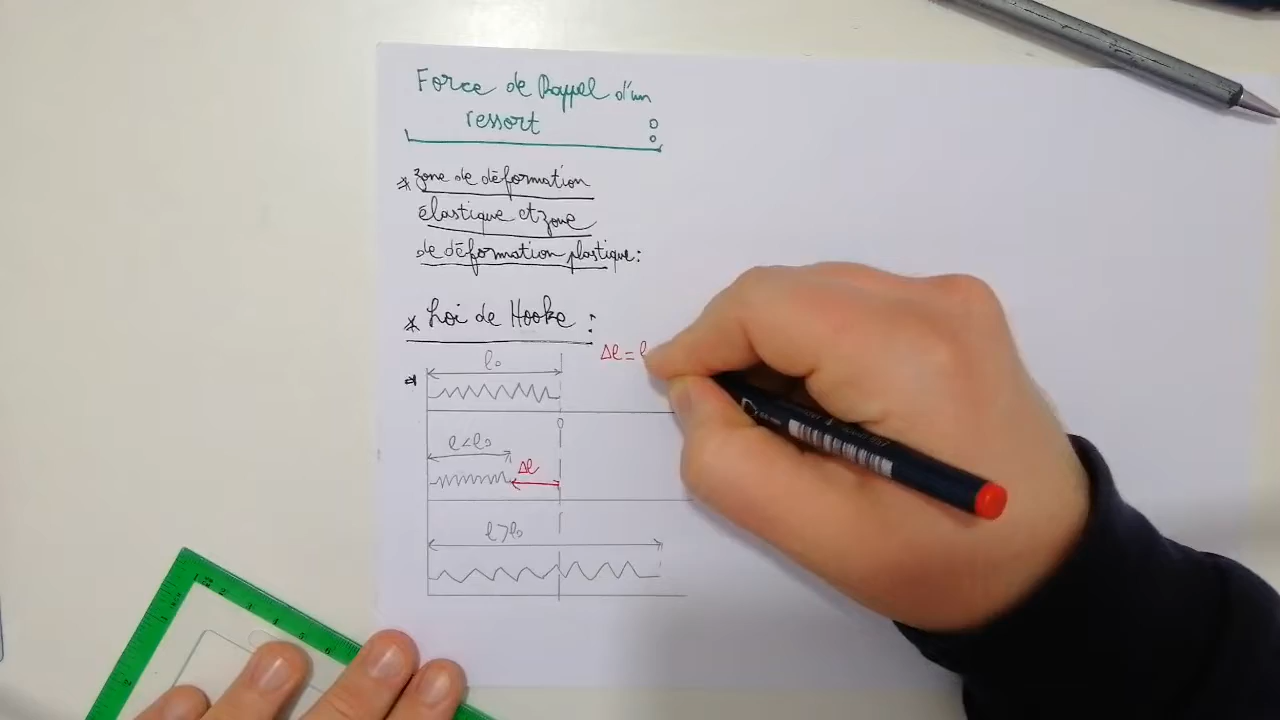 Force de Rappel d'un
ressort :
* Zone de déformation
élastique et zone
de déformation plastique :
* Loi de Hooke :
l₀
Δl = l
0
l < l₀
Δl
l > l₀